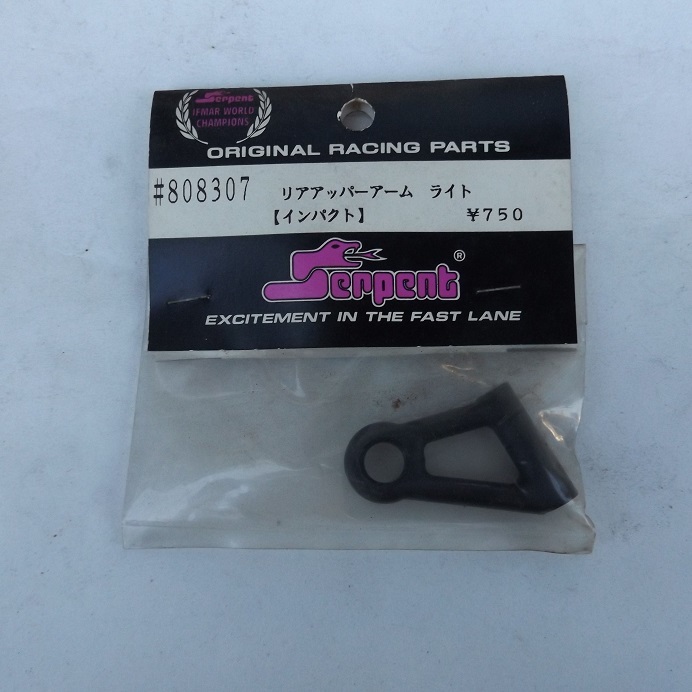 Serpent
IFMAR WORLD
CHAMPIONS
ORIGINAL RACING PARTS
#808307 リアアッパーアーム ライト
【インパクト】 ¥750
Serpent®
EXCITEMENT IN THE FAST LANE